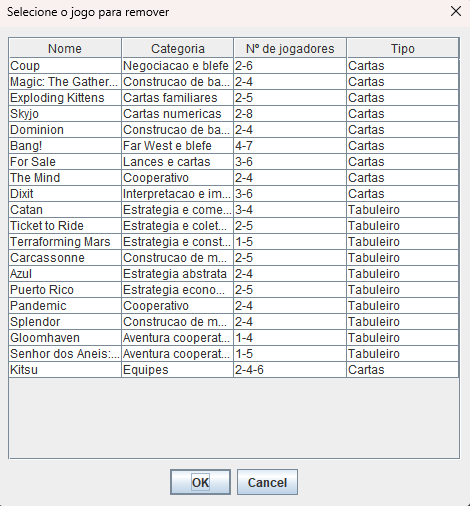 Selecione o jogo para remover
Nome Categoria Nº de jogadores Tipo
Coup Negociacao e blefe 2-6 Cartas
Magic: The Gather... Construcao de ba... 2-4 Cartas
Exploding Kittens Cartas familiares 2-5 Cartas
Skyjo Cartas numericas 2-8 Cartas
Dominion Construcao de ba... 2-4 Cartas
Bang! Far West e blefe 4-7 Cartas
For Sale Lances e cartas 3-6 Cartas
The Mind Cooperativo 2-4 Cartas
Dixit Interpretacao e im... 3-6 Cartas
Catan Estrategia e come... 3-4 Tabuleiro
Ticket to Ride Estrategia e colet... 2-5 Tabuleiro
Terraforming Mars Estrategia e const... 1-5 Tabuleiro
Carcassonne Construcao de m... 2-5 Tabuleiro
Azul Estrategia abstrata 2-4 Tabuleiro
Puerto Rico Estrategia econo... 2-5 Tabuleiro
Pandemic Cooperativo 2-4 Tabuleiro
Splendor Construcao de m... 2-4 Tabuleiro
Gloomhaven Aventura cooperat... 1-4 Tabuleiro
Senhor dos Aneis:... Aventura cooperat... 1-5 Tabuleiro
Kitsu Equipes 2-4-6 Cartas
OK Cancel